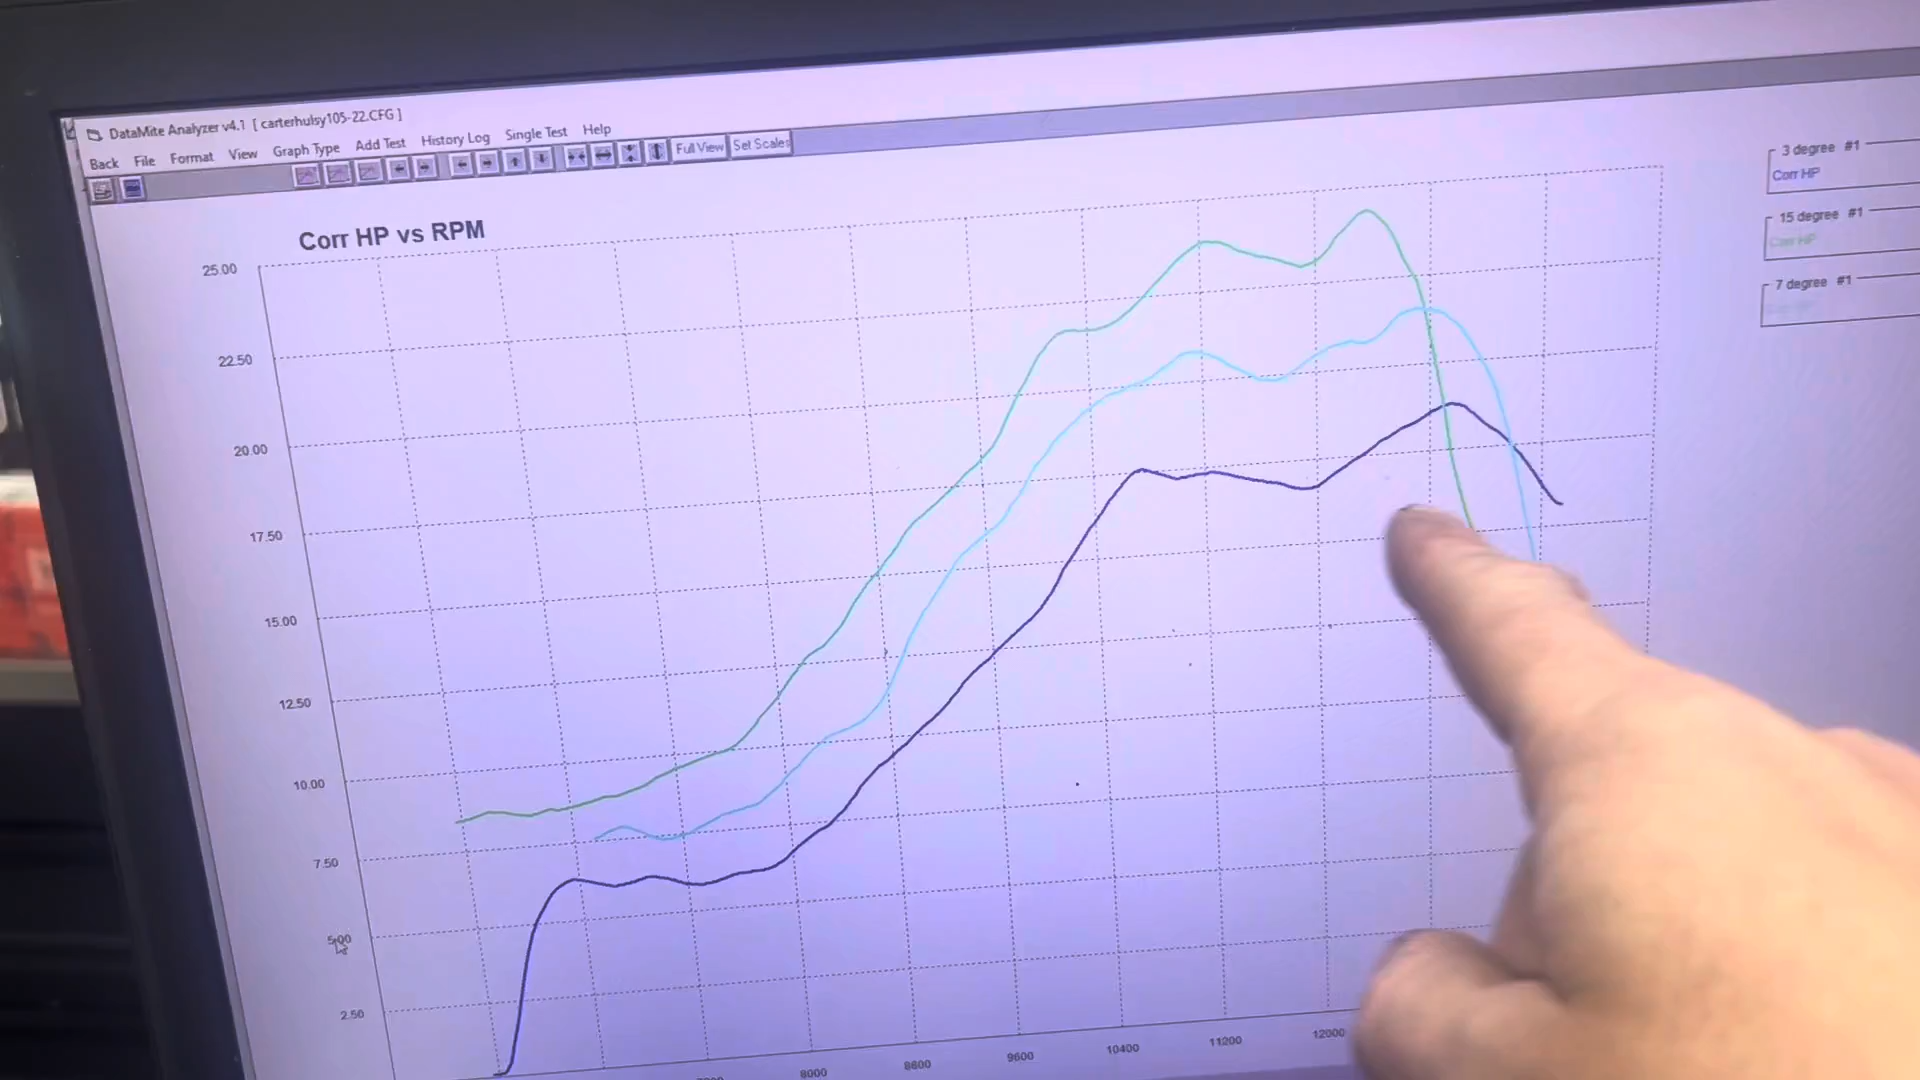 DataMite Analyzer v4.1 [ carterhulsy105-22.CFG ]
Back File Format View Graph Type Add Test History Log Single Test Help
Full View Set Scales
Corr HP vs RPM
25.00
22.50
20.00
17.50
15.00
12.50
10.00
7.50
5.00
2.50
8000 8800 9600 10400 11200 12000
3 degree #1
Corr HP
15 degree #1
Corr HP
7 degree #1